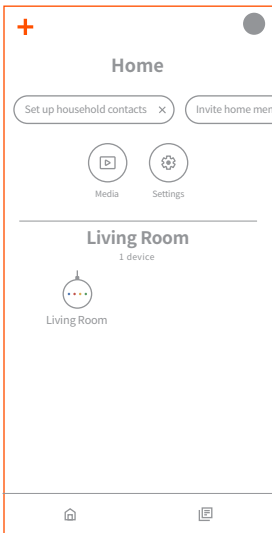 Home
Set up household contacts
Invite home mem
Media Settings
Living Room
1 device
Living Room